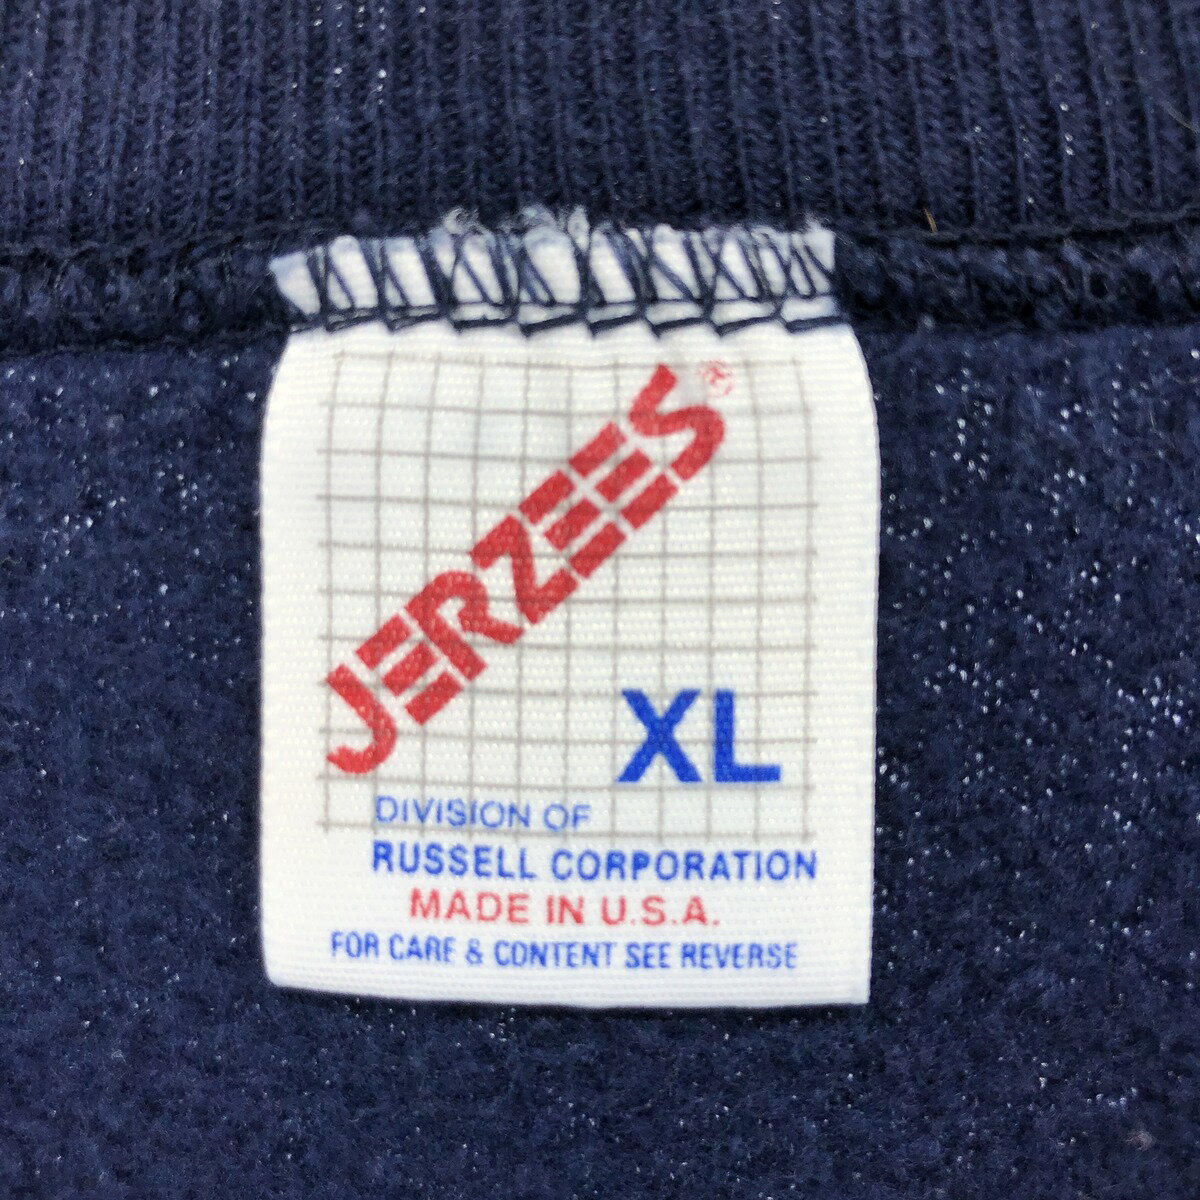 JERZEES®
XL
DIVISION OF
RUSSELL CORPORATION
MADE IN U.S.A.
FOR CARE & CONTENT SEE REVERSE